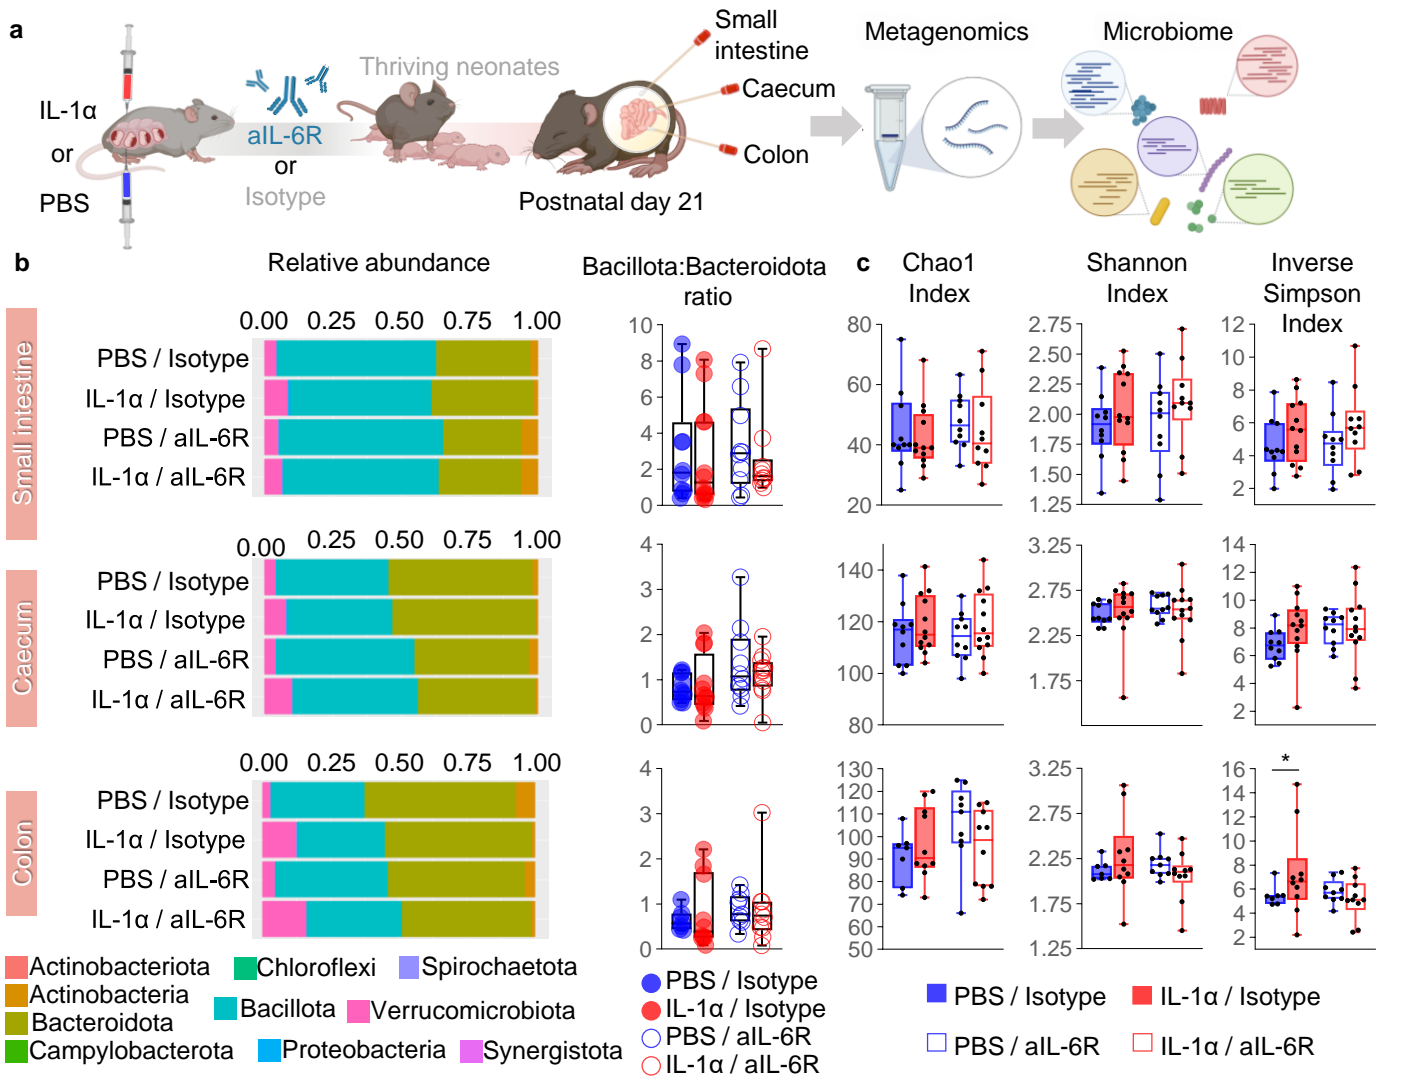 a
IL-1α
or
PBS
aIL-6R
or
Isotype
Thriving neonates
Postnatal day 21
Small
intestine
Caecum
Colon
Metagenomics
Microbiome
b
Relative abundance
Bacillota:Bacteroidota
ratio
c
Chao1
Index
Shannon
Index
Inverse
Simpson
Index
Small intestine
0.00 0.25 0.50 0.75 1.00
PBS / Isotype
IL-1α / Isotype
PBS / aIL-6R
IL-1α / aIL-6R
10
8
6
4
2
0
80
60
40
20
2.75
2.50
2.25
2.00
1.75
1.50
1.25
12
10
8
6
4
2
Caecum
0.00 0.25 0.50 0.75 1.00
PBS / Isotype
IL-1α / Isotype
PBS / aIL-6R
IL-1α / aIL-6R
4
3
2
1
0
140
120
100
80
3.25
2.75
2.25
1.75
14
12
10
8
6
4
2
Colon
0.00 0.25 0.50 0.75 1.00
PBS / Isotype
IL-1α / Isotype
PBS / aIL-6R
IL-1α / aIL-6R
4
3
2
1
0
130
120
110
100
90
80
70
60
50
3.25
2.75
2.25
1.75
1.25
*
16
14
12
10
8
6
4
2
Actinobacteriota Chloroflexi Spirochaetota
Actinobacteria
Bacillota Verrucomicrobiota
Bacteroidota
Campylobacterota Proteobacteria Synergistota
PBS / Isotype
IL-1α / Isotype
PBS / aIL-6R
IL-1α / aIL-6R
PBS / Isotype IL-1α / Isotype
PBS / aIL-6R IL-1α / aIL-6R